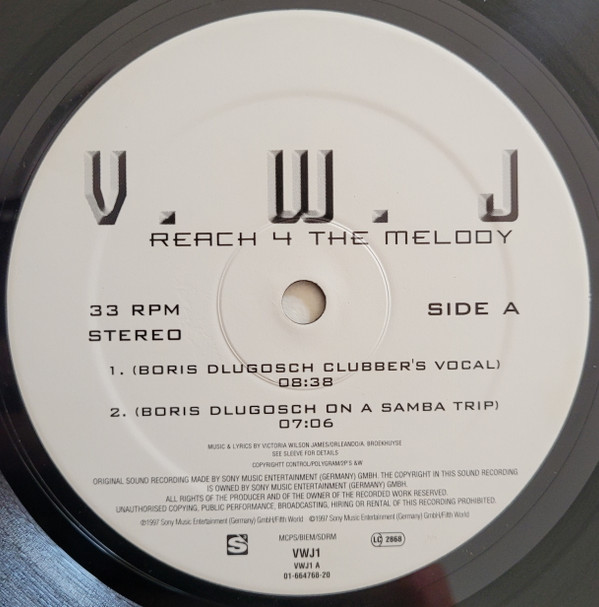 V. W. J
REACH 4 THE MELODY
33 RPM
SIDE A
STEREO
1. (BORIS DLUGOSCH CLUBBER'S VOCAL)
08:38
2. (BORIS DLUGOSCH ON A SAMBA TRIP)
07:06
MUSIC & LYRICS BY VICTORIA WILSON JAMES/ORLEANDO/A. BROEKHUYSE
SEE SLEEVE FOR DETAILS
COPYRIGHT CONTROL/POLYGRAM/3P'S &W
ORIGINAL SOUND RECORDING MADE BY SONY MUSIC ENTERTAINMENT (GERMANY) GMBH. THE COPYRIGHT IN THIS SOUND RECORDING
IS OWNED BY SONY MUSIC ENTERTAINMENT (GERMANY) GMBH.
ALL RIGHTS OF THE PRODUCER AND OF THE OWNER OF THE RECORDED WORK RESERVED.
UNAUTHORISED COPYING, PUBLIC PERFORMANCE, BROADCASTING, HIRING OR RENTAL OF THIS RECORDING PROHIBITED.
℗1997 Sony Music Entertainment (Germany) GmbH/Fifth World ©1997 Sony Music Entertainment (Germany) GmbH/Fifth World
S
MCPS/BIEM/SDRM
LC 2868
VWJ1
VWJ1 A
01-664760-20